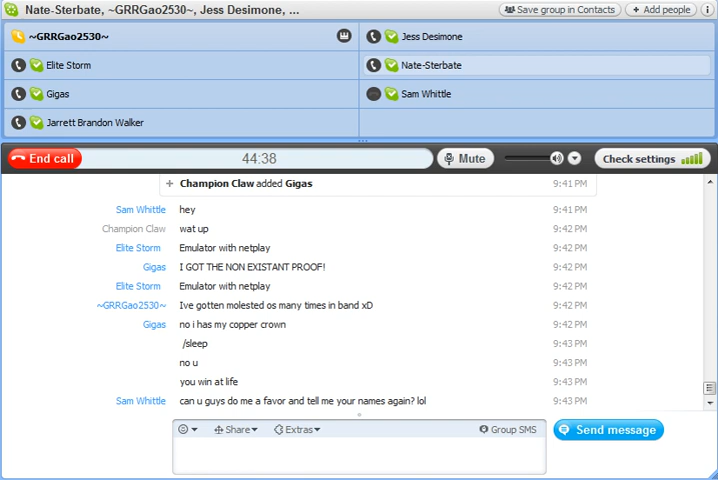 Nate-Sterbate, ~GRRGao2530~, Jess Desimone, ...
Save group in Contacts
+ Add people
~GRRGao2530~
Jess Desimone
Elite Storm
Nate-Sterbate
Gigas
Sam Whittle
Jarrett Brandon Walker
End call
44:38
Mute
Check settings
+ Champion Claw added Gigas 9:41 PM
Sam Whittle hey 9:41 PM
Champion Claw wat up 9:42 PM
Elite Storm Emulator with netplay 9:42 PM
Gigas I GOT THE NON EXISTANT PROOF! 9:42 PM
Elite Storm Emulator with netplay 9:42 PM
~GRRGao2530~ Ive gotten molested os many times in band xD 9:42 PM
Gigas no i has my copper crown 9:42 PM
/sleep 9:43 PM
no u 9:43 PM
you win at life 9:43 PM
Sam Whittle can u guys do me a favor and tell me your names again? lol 9:43 PM
Share
Extras
Group SMS
Send message